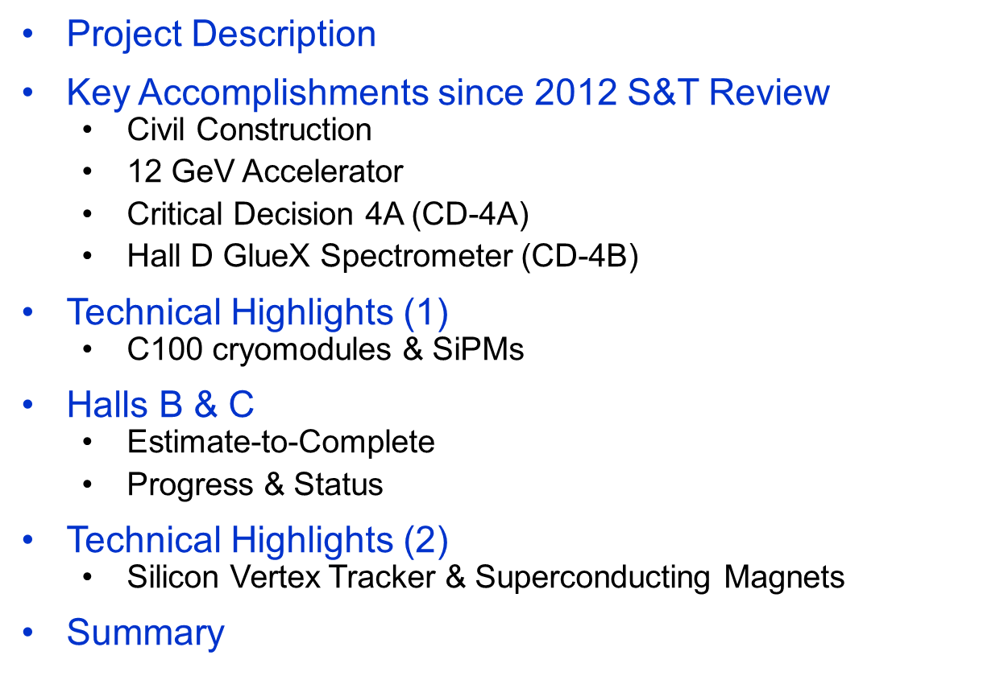 • Project Description
• Key Accomplishments since 2012 S&T Review
• Civil Construction
• 12 GeV Accelerator
• Critical Decision 4A (CD-4A)
• Hall D GlueX Spectrometer (CD-4B)
• Technical Highlights (1)
• C100 cryomodules & SiPMs
• Halls B & C
• Estimate-to-Complete
• Progress & Status
• Technical Highlights (2)
• Silicon Vertex Tracker & Superconducting Magnets
• Summary